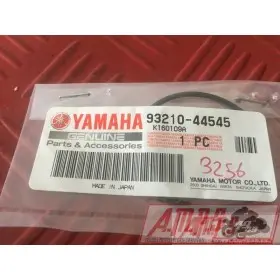 YAMAHA 93210-44545
K160109A
GENUINE
Parts & Accessories
1 PC
3256
MADE IN JAPAN
YAMAHA MOTOR CO., LTD.